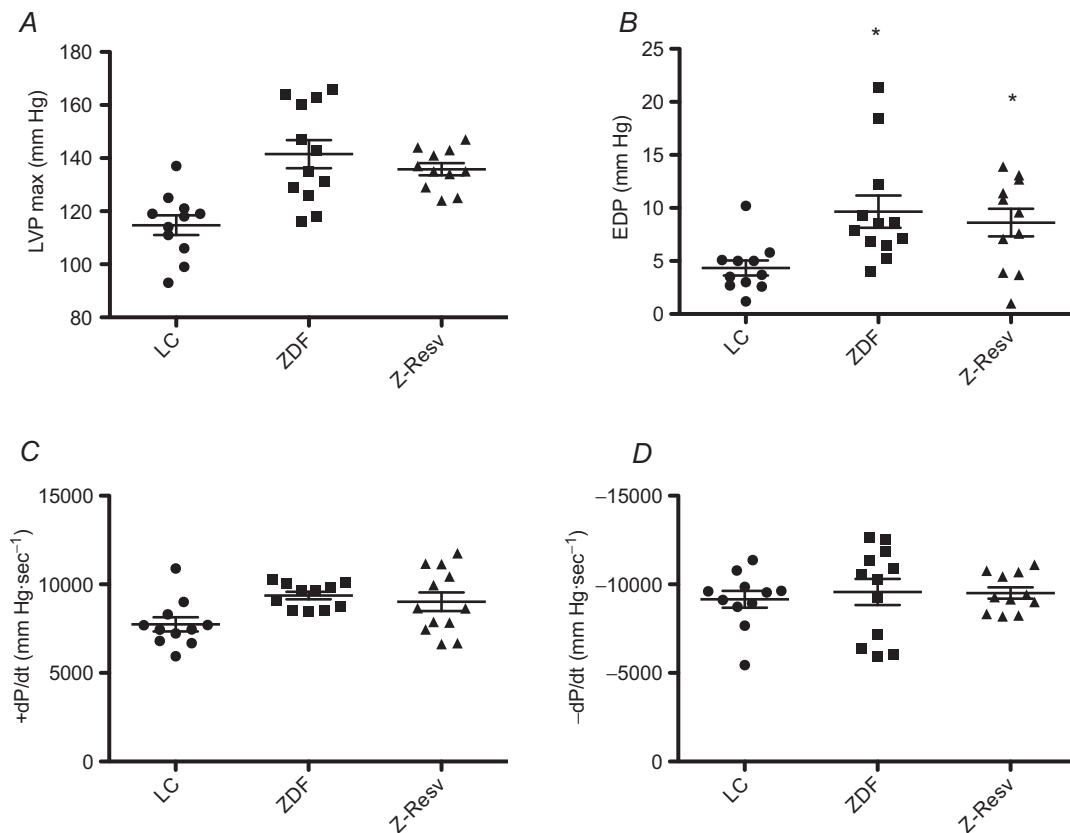 A
LVP max (mm Hg)
180
160
140
120
100
80
LC
ZDF
Z-Resv
B
* 
*
EDP (mm Hg)
25
20
15
10
5
0
LC
ZDF
Z-Resv
C
+dP/dt (mm Hg·sec⁻¹)
15000
10000
5000
0
LC
ZDF
Z-Resv
D
–dP/dt (mm Hg·sec⁻¹)
–15000
–10000
–5000
0
LC
ZDF
Z-Resv